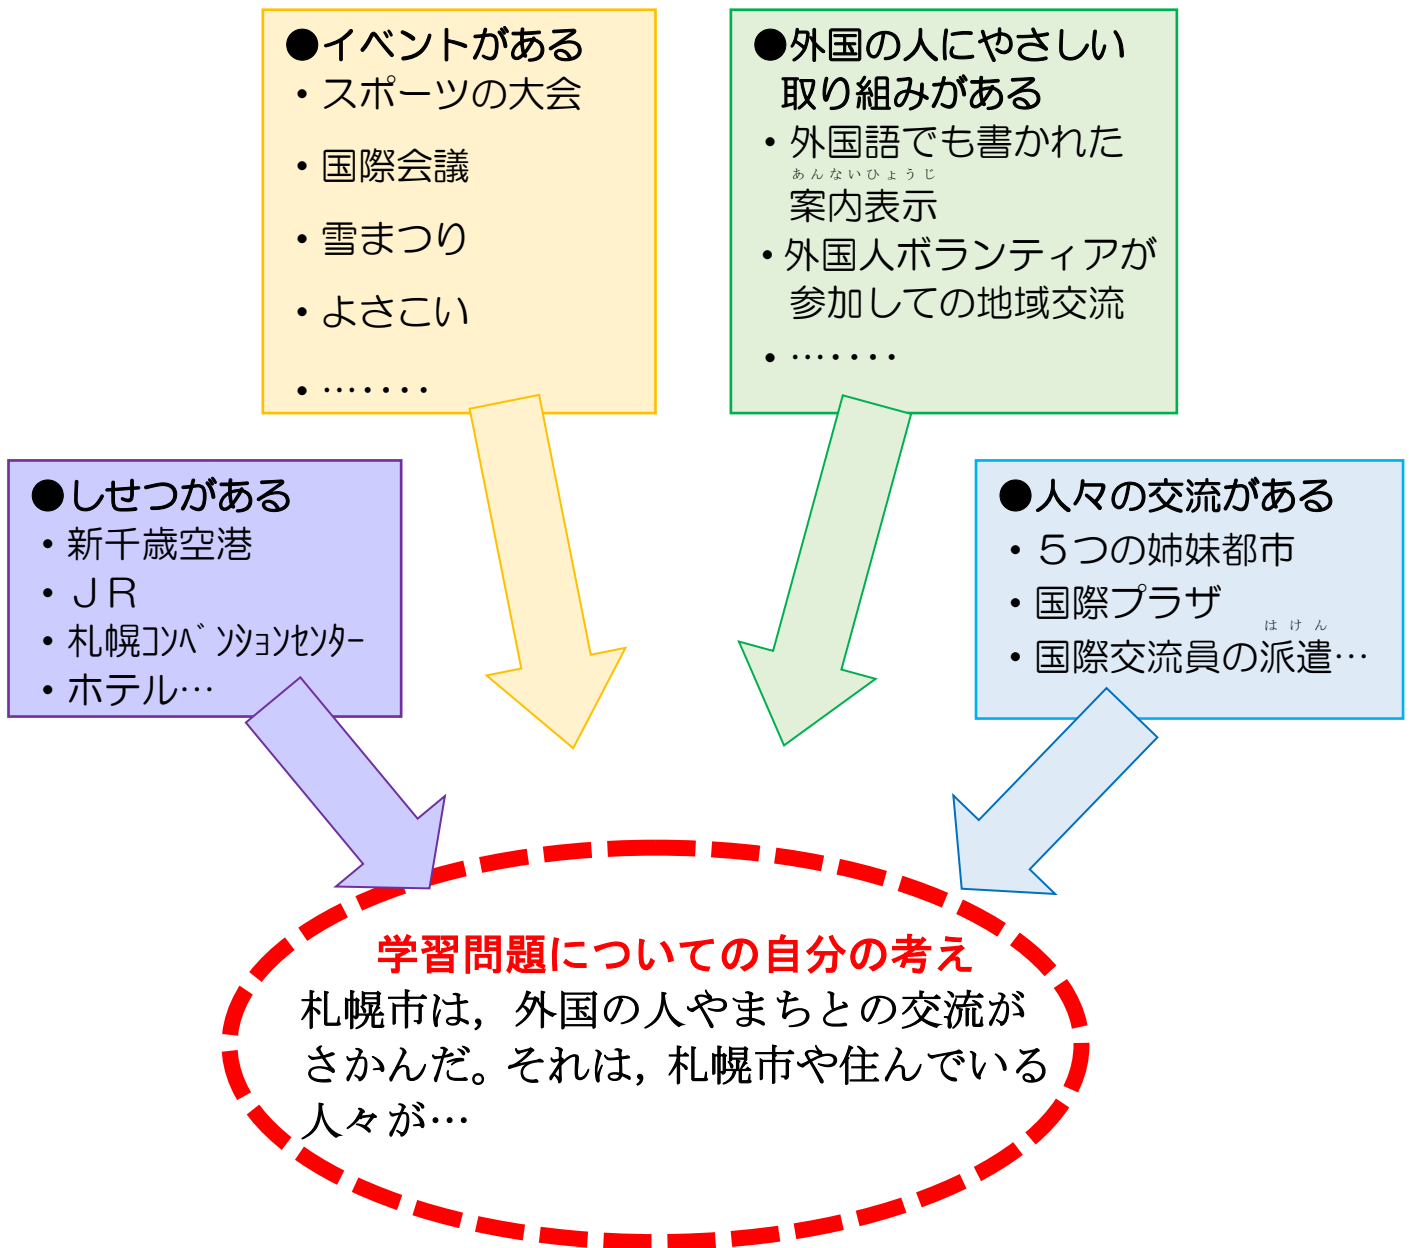 ●イベントがある
・スポーツの大会
・国際会議
・雪まつり
・よさこい
・…・・・・
●外国の人にやさしい
取り組みがある
・外国語でも書かれた
あんないひょうじ
案内表示
・外国人ボランティアが
参加しての地域交流
・…・・・・
●しせつがある
・新千歳空港
・ＪＲ
・札幌ｺﾝﾍﾞﾝｼｮﾝｾﾝﾀｰ
・ホテル…
●人々の交流がある
・５つの姉妹都市
・国際プラザ
はけん
・国際交流員の派遣…
学習問題についての自分の考え
札幌市は，外国の人やまちとの交流が
さかんだ。それは，札幌市や住んでいる
人々が…